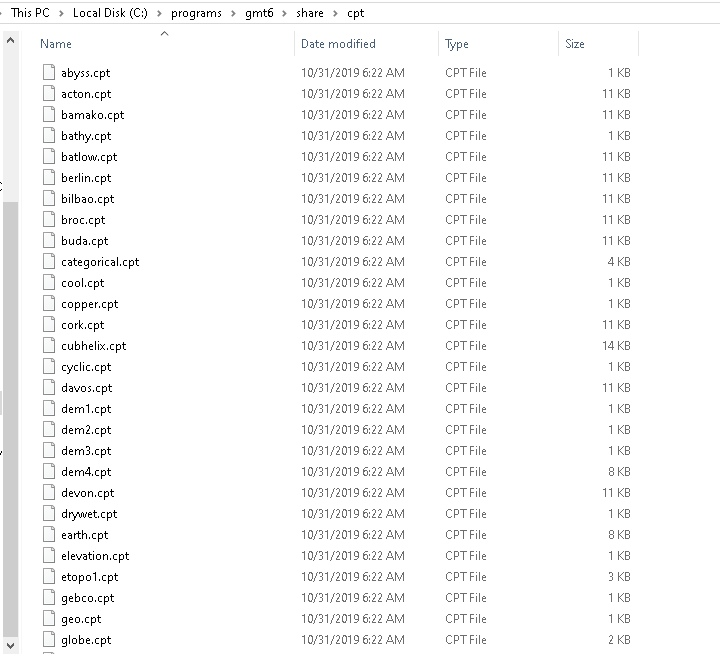 This PC > Local Disk (C:) > programs > gmt6 > share > cpt
Name Date modified Type Size
abyss.cpt 10/31/2019 6:22 AM CPT File 1 KB
acton.cpt 10/31/2019 6:22 AM CPT File 11 KB
bamako.cpt 10/31/2019 6:22 AM CPT File 11 KB
bathy.cpt 10/31/2019 6:22 AM CPT File 1 KB
batlow.cpt 10/31/2019 6:22 AM CPT File 11 KB
berlin.cpt 10/31/2019 6:22 AM CPT File 11 KB
bilbao.cpt 10/31/2019 6:22 AM CPT File 11 KB
broc.cpt 10/31/2019 6:22 AM CPT File 11 KB
buda.cpt 10/31/2019 6:22 AM CPT File 11 KB
categorical.cpt 10/31/2019 6:22 AM CPT File 4 KB
cool.cpt 10/31/2019 6:22 AM CPT File 1 KB
copper.cpt 10/31/2019 6:22 AM CPT File 1 KB
cork.cpt 10/31/2019 6:22 AM CPT File 11 KB
cubhelix.cpt 10/31/2019 6:22 AM CPT File 14 KB
cyclic.cpt 10/31/2019 6:22 AM CPT File 1 KB
davos.cpt 10/31/2019 6:22 AM CPT File 11 KB
dem1.cpt 10/31/2019 6:22 AM CPT File 1 KB
dem2.cpt 10/31/2019 6:22 AM CPT File 1 KB
dem3.cpt 10/31/2019 6:22 AM CPT File 1 KB
dem4.cpt 10/31/2019 6:22 AM CPT File 8 KB
devon.cpt 10/31/2019 6:22 AM CPT File 11 KB
drywet.cpt 10/31/2019 6:22 AM CPT File 1 KB
earth.cpt 10/31/2019 6:22 AM CPT File 8 KB
elevation.cpt 10/31/2019 6:22 AM CPT File 1 KB
etopo1.cpt 10/31/2019 6:22 AM CPT File 3 KB
gebco.cpt 10/31/2019 6:22 AM CPT File 1 KB
geo.cpt 10/31/2019 6:22 AM CPT File 1 KB
globe.cpt 10/31/2019 6:22 AM CPT File 2 KB